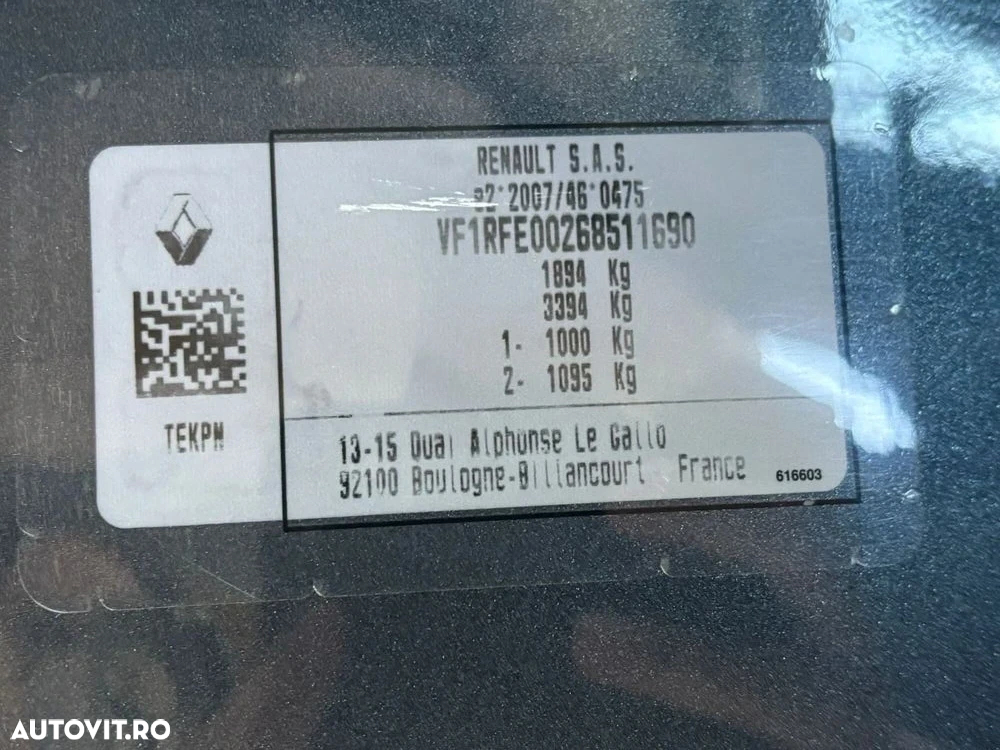 RENAULT S.A.S.
e2*2007/46*0475
VF1RFE00268511690
1894 Kg
3394 Kg
1- 1000 Kg
2- 1095 Kg
TEKPN
13-15 Quai Alphonse Le Gallo
92100 Boulogne-Billancourt France
616603
AUTOVIT.RO